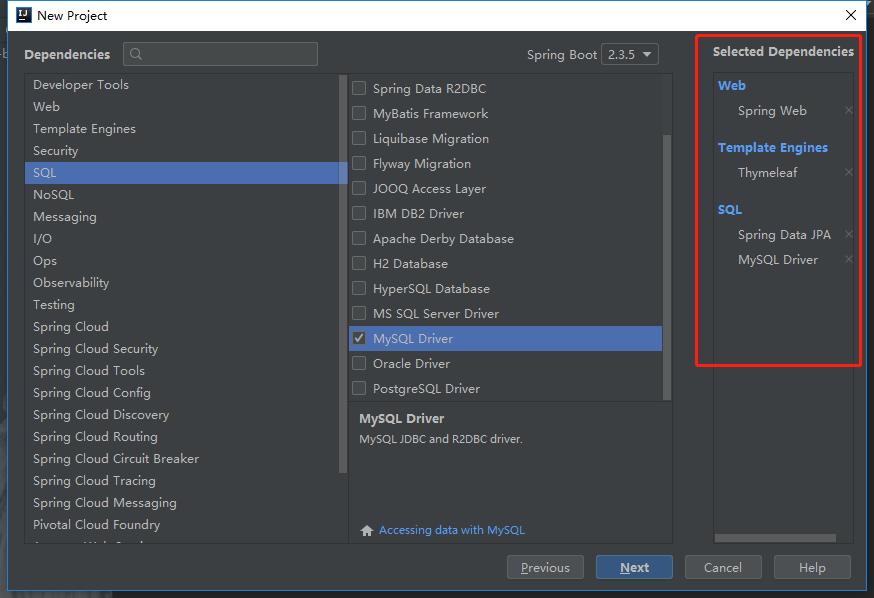 New Project
Dependencies
Spring Boot 2.3.5
Developer Tools
Web
Template Engines
Security
SQL
NoSQL
Messaging
I/O
Ops
Observability
Testing
Spring Cloud
Spring Cloud Security
Spring Cloud Tools
Spring Cloud Config
Spring Cloud Discovery
Spring Cloud Routing
Spring Cloud Circuit Breaker
Spring Cloud Tracing
Spring Cloud Messaging
Pivotal Cloud Foundry
Spring Data R2DBC
MyBatis Framework
Liquibase Migration
Flyway Migration
JOOQ Access Layer
IBM DB2 Driver
Apache Derby Database
H2 Database
HyperSQL Database
MS SQL Server Driver
MySQL Driver
Oracle Driver
PostgreSQL Driver
MySQL Driver
MySQL JDBC and R2DBC driver.
Accessing data with MySQL
Selected Dependencies
Web
Spring Web
Template Engines
Thymeleaf
SQL
Spring Data JPA
MySQL Driver
Previous
Next
Cancel
Help